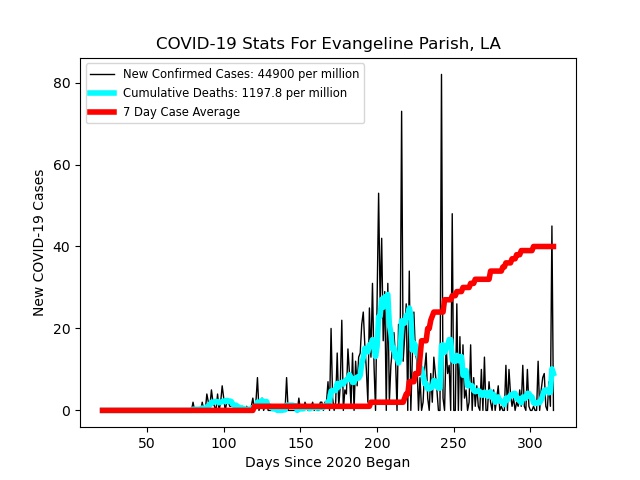 COVID-19 Stats For Evangeline Parish, LA
New Confirmed Cases: 44900 per million
Cumulative Deaths: 1197.8 per million
7 Day Case Average
New COVID-19 Cases
80
60
40
20
0
50 100 150 200 250 300
Days Since 2020 Began